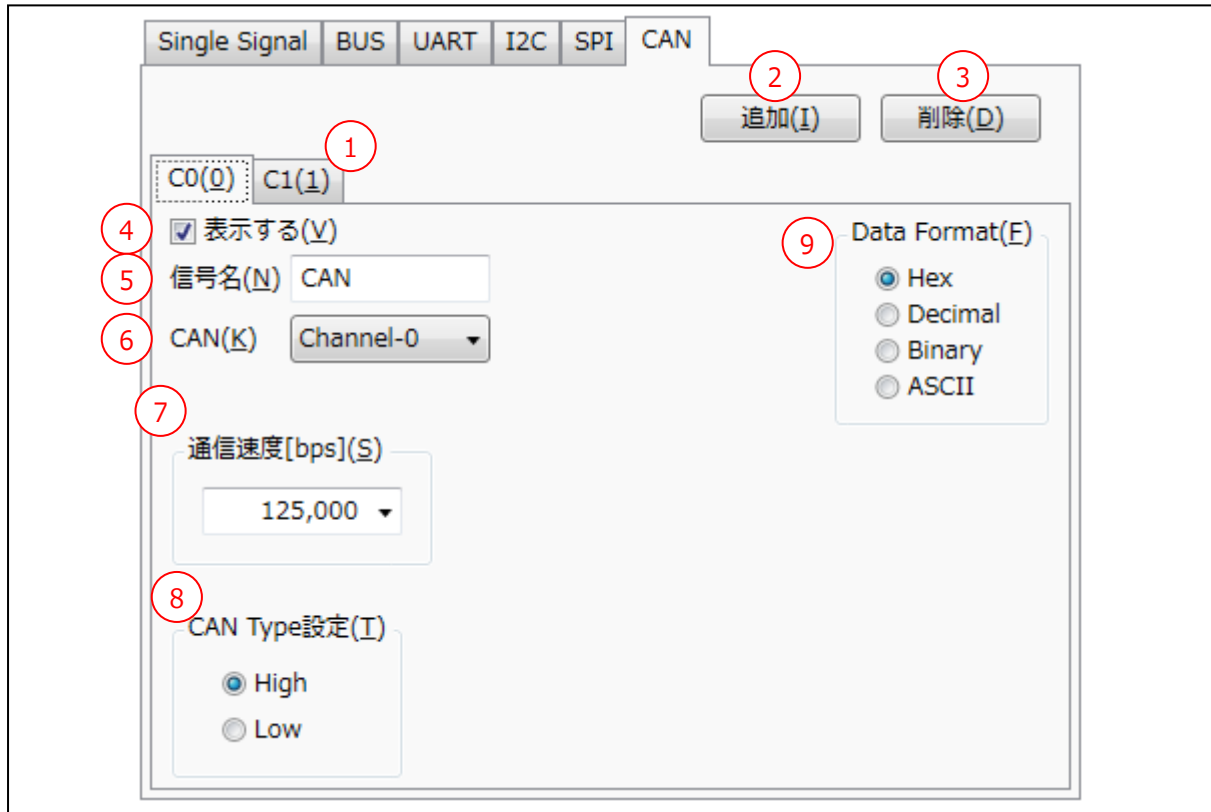 Single Signal BUS UART I2C SPI CAN
2 3
追加(I) 削除(D)
1
C0(0) C1(1)
4 表示する(V)
9 Data Format(F)
5 信号名(N) CAN
Hex
6 CAN(K) Channel-0
Decimal
Binary
ASCII
7
通信速度[bps](S)
125,000
8
CAN Type設定(T)
High
Low